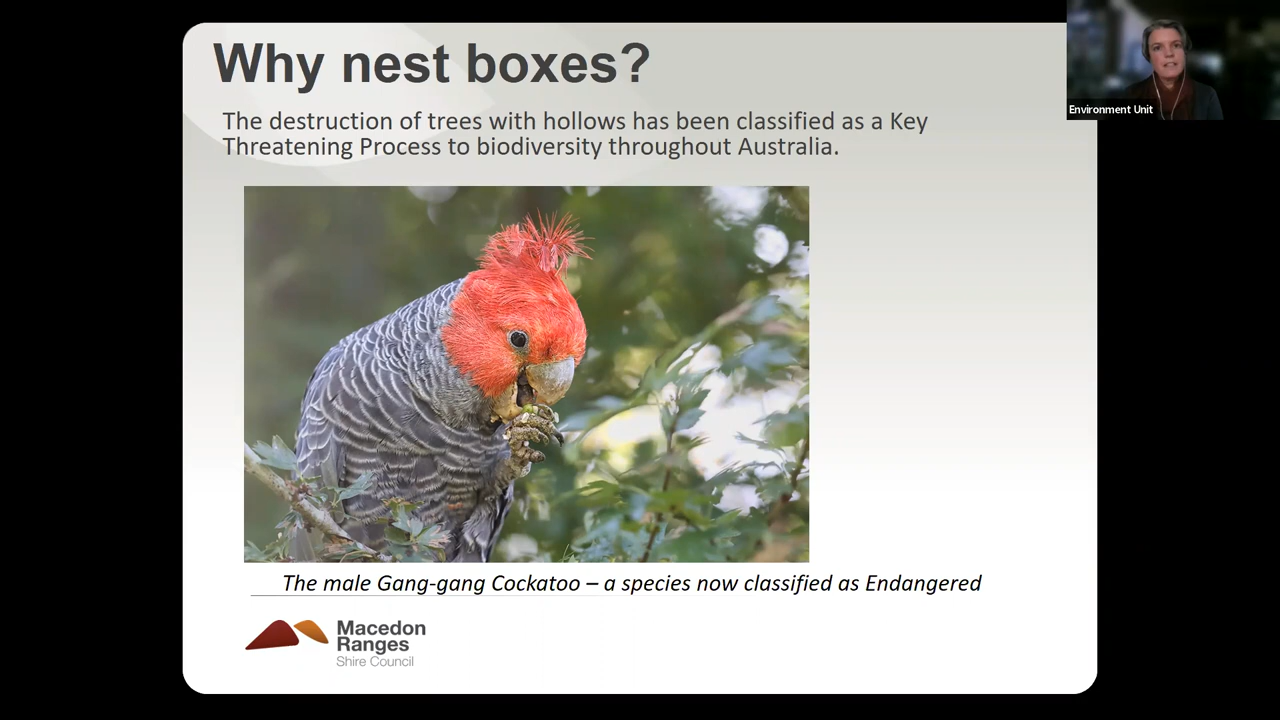 Why nest boxes?
The destruction of trees with hollows has been classified as a Key
Threatening Process to biodiversity throughout Australia.
Environment Unit
The male Gang-gang Cockatoo – a species now classified as Endangered
Macedon
Ranges
Shire Council